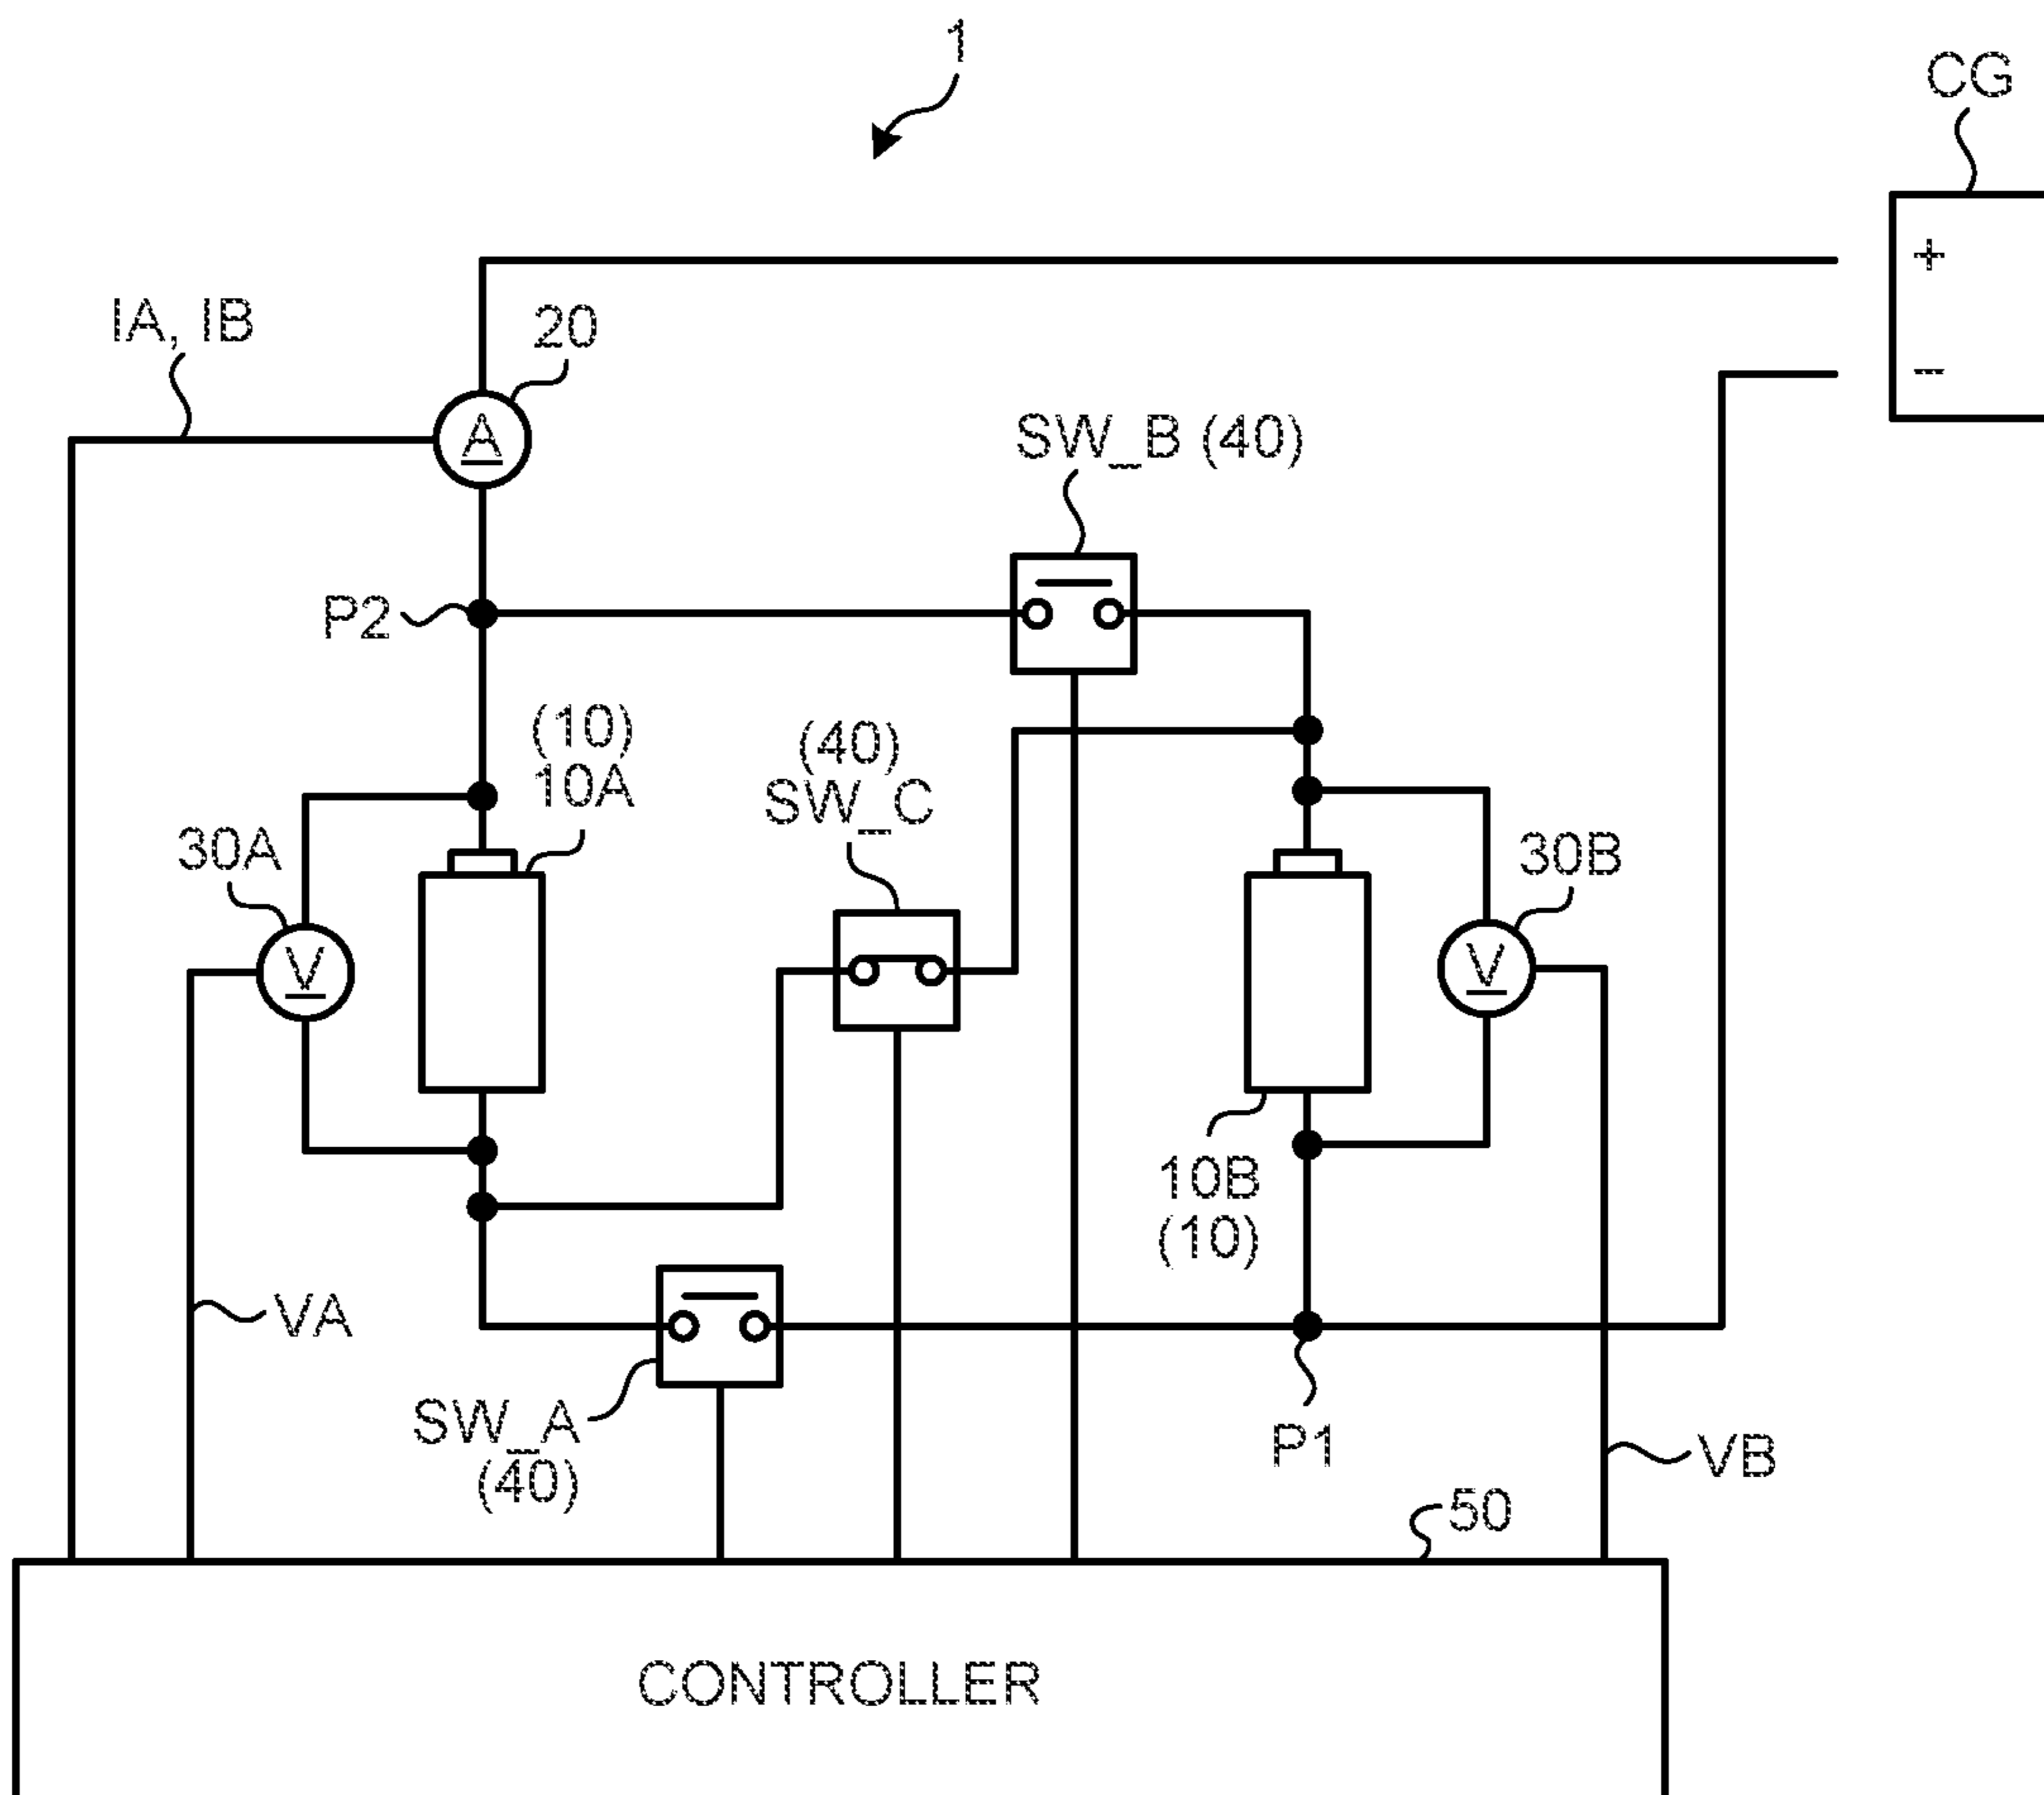 1
CG
+
−
IA, IB
20
A
SW_B (40)
P2
(10)
10A
(40)
SW_C
30A
V
30B
V
10B
(10)
VA
SW_A
(40)
P1
VB
50
CONTROLLER